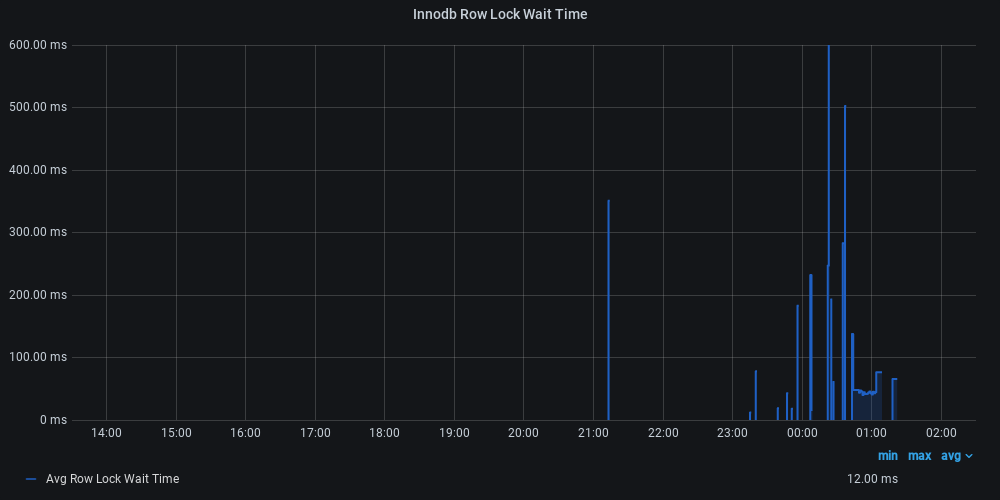 Innodb Row Lock Wait Time
600.00 ms
500.00 ms
400.00 ms
300.00 ms
200.00 ms
100.00 ms
0 ms
14:00 15:00 16:00 17:00 18:00 19:00 20:00 21:00 22:00 23:00 00:00 01:00 02:00
min max avg
Avg Row Lock Wait Time 12.00 ms